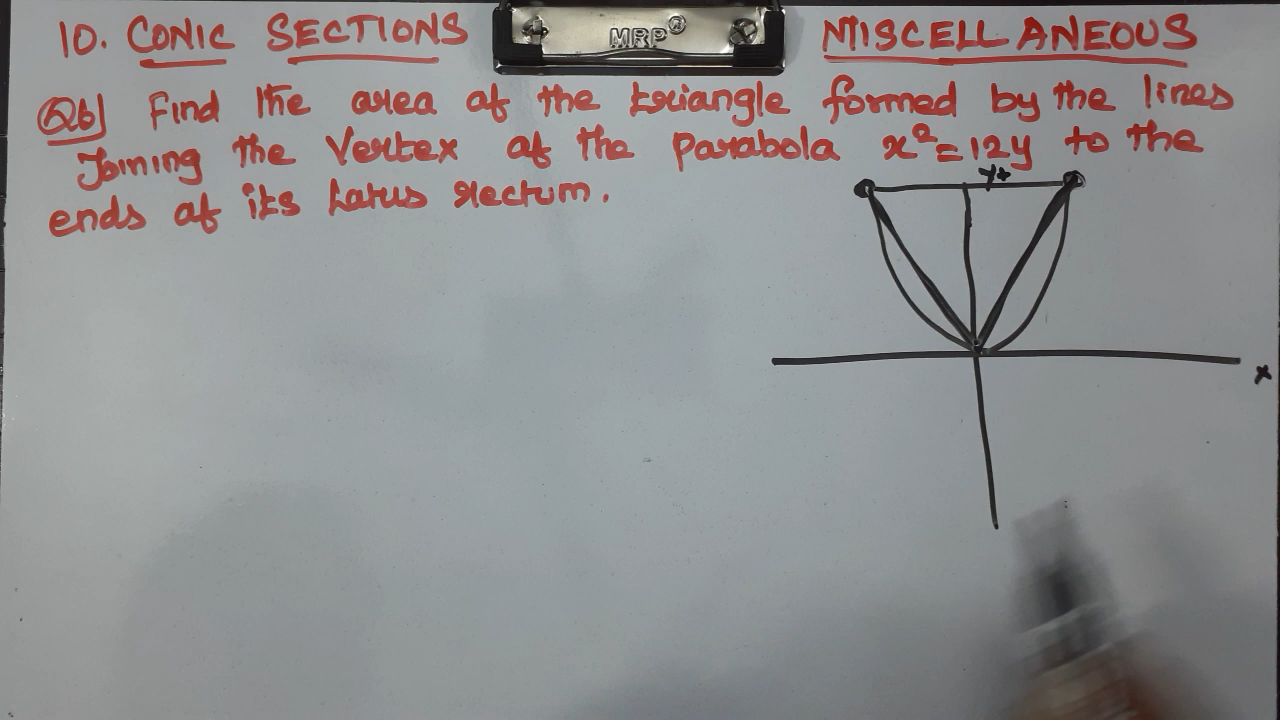 10. CONIC SECTIONS
MRP®
MISCELLANEOUS
Q6) Find the area of the triangle formed by the lines
Joining the Vertex of the parabola x²=12y to the
ends of its Latus rectum.
y+
x